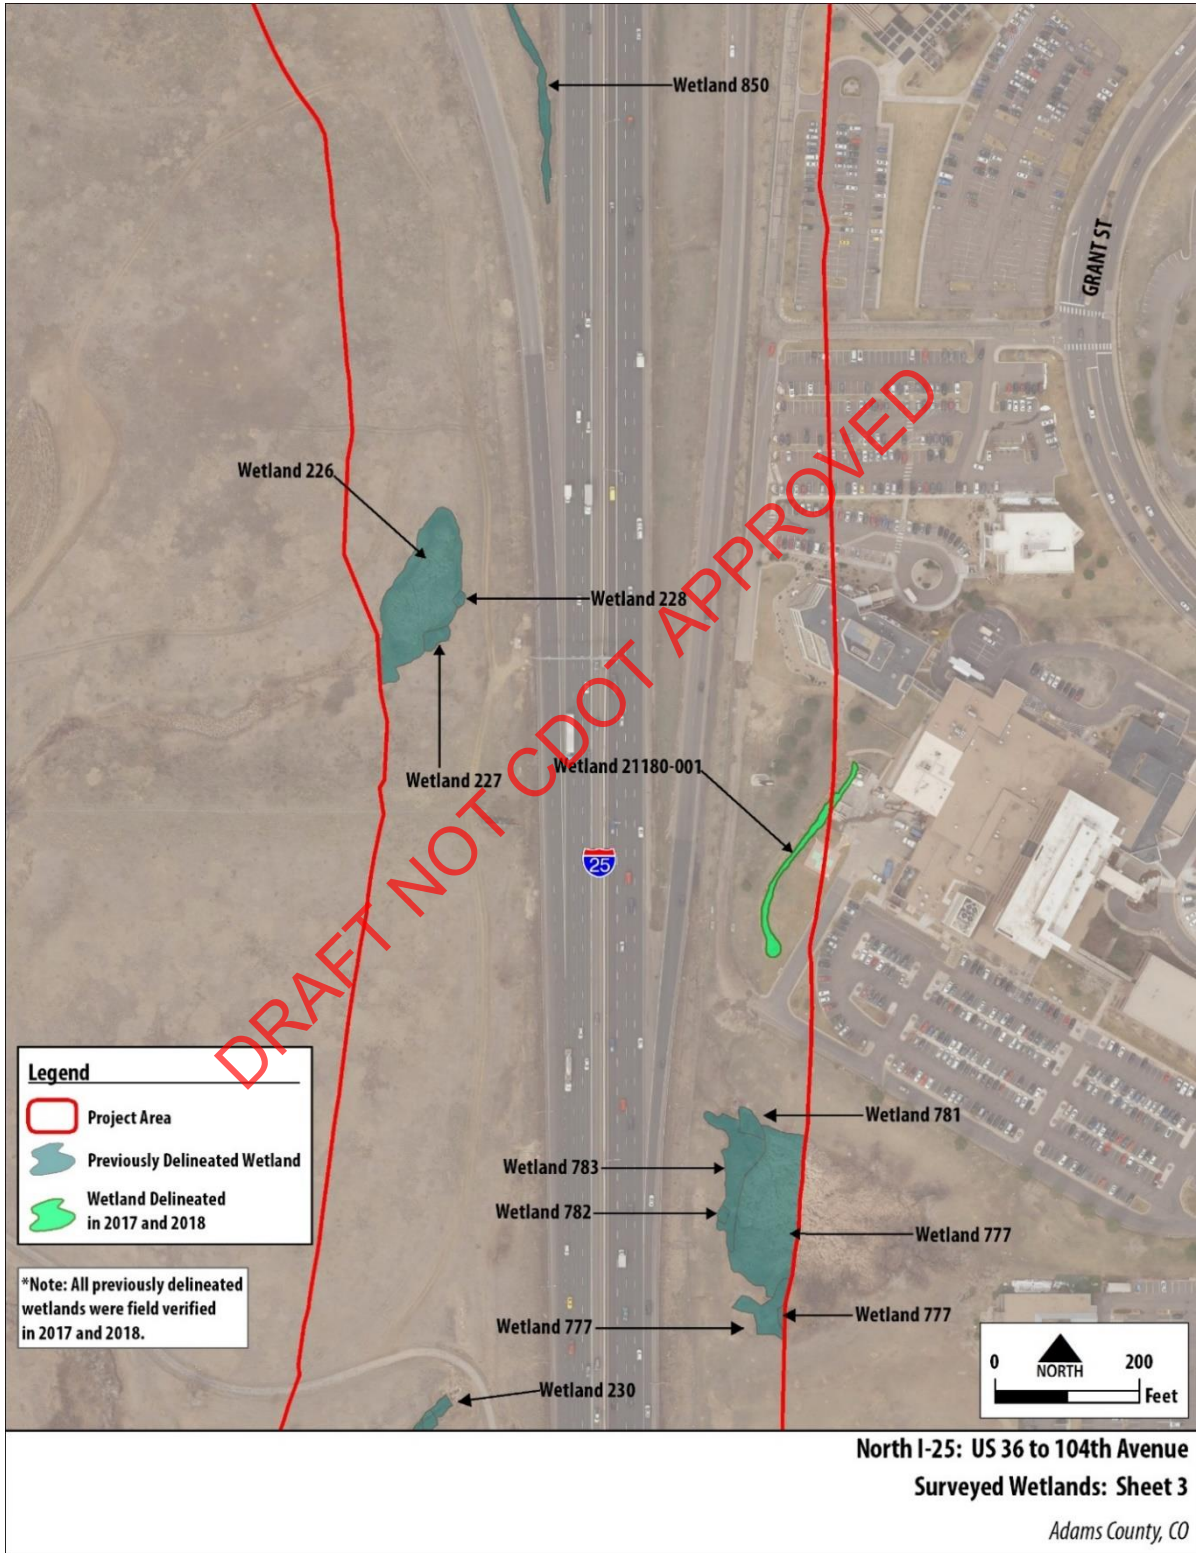 Wetland 850
GRANT ST
Wetland 226
Wetland 228
Wetland 227
Wetland 21180-001
25
DRAFT NOT CDOT APPROVED
Legend
Project Area
Previously Delineated Wetland
Wetland Delineated
in 2017 and 2018
*Note: All previously delineated
wetlands were field verified
in 2017 and 2018.
Wetland 781
Wetland 783
Wetland 782
Wetland 777
Wetland 777
Wetland 777
Wetland 230
0 200
NORTH
Feet
North I-25: US 36 to 104th Avenue
Surveyed Wetlands: Sheet 3
Adams County, CO